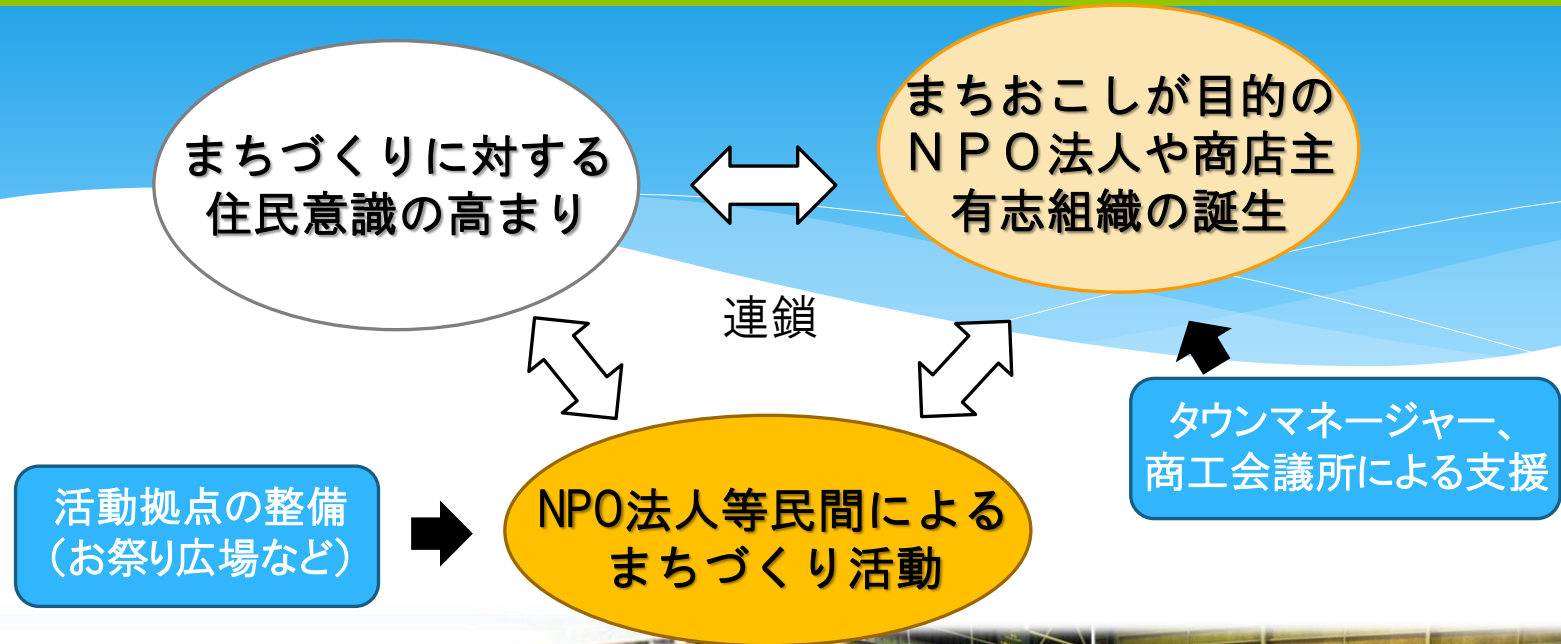 まちづくりに対する
住民意識の高まり
まちおこしが目的の
ＮＰＯ法人や商店主
有志組織の誕生
連鎖
タウンマネージャー、
商工会議所による支援
活動拠点の整備
（お祭り広場など）
NPO法人等民間による
まちづくり活動